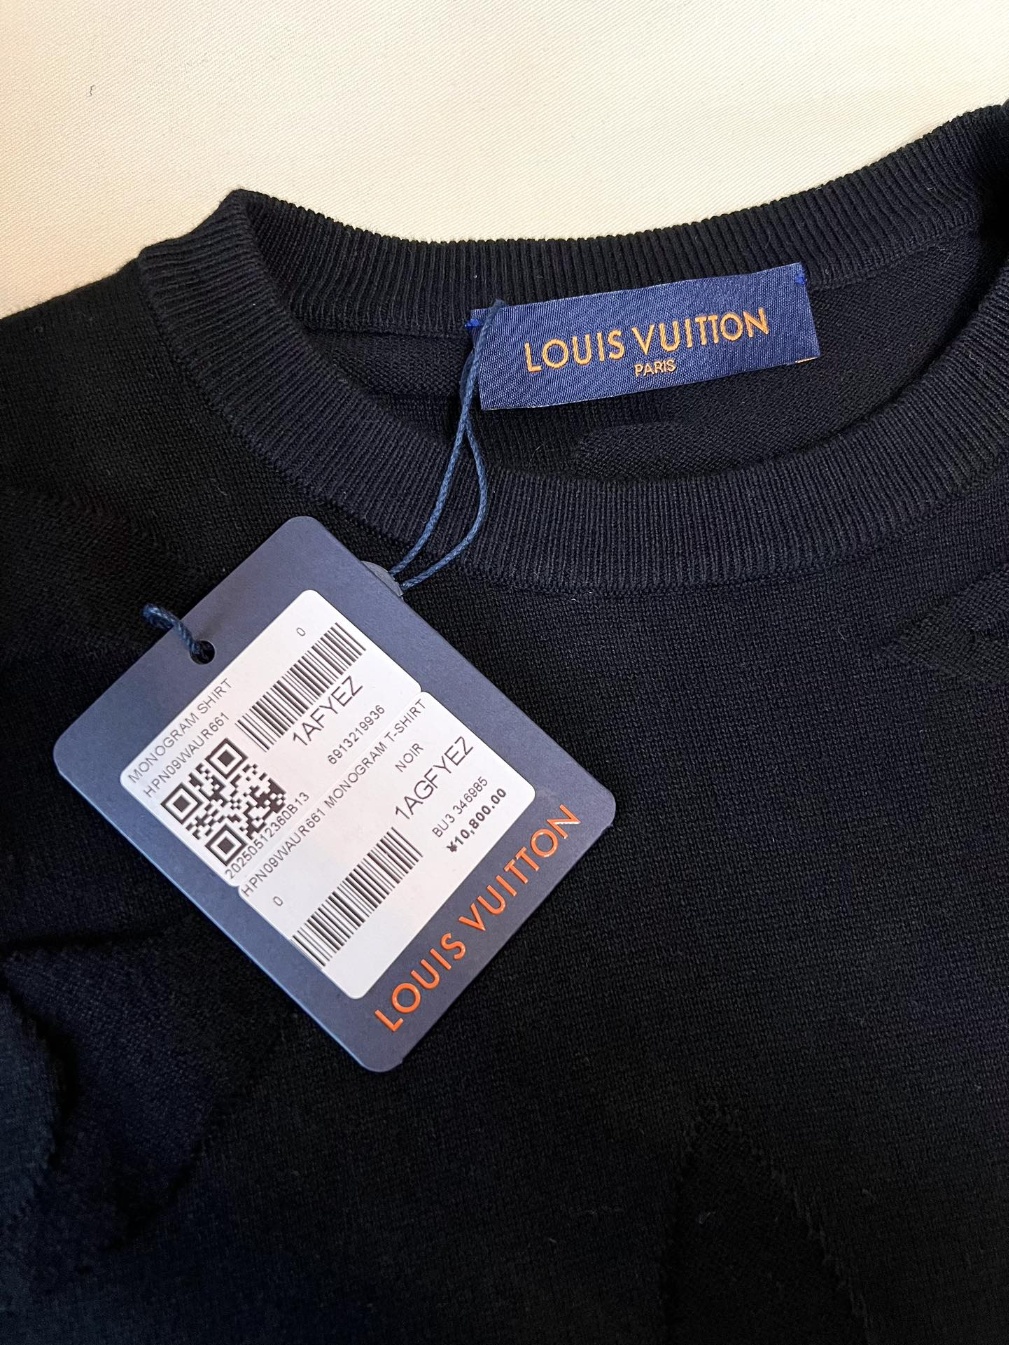 LOUIS VUITTON
PARIS
MONOGRAM SHIRT
HPN09WAUR661
0
1AFYEZ
6913219936
20250512360B13
HPN09WAUR661 MONOGRAM T-SHIRT
NOIR
0
1AGFYEZ
BU3 346985
¥10,800.00
LOUIS VUITTON